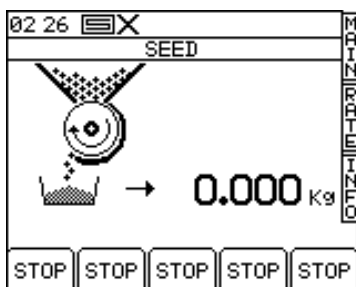 02 26
SEED
MAIN
RATE
INFO
0.000 Kg
STOP STOP STOP STOP STOP